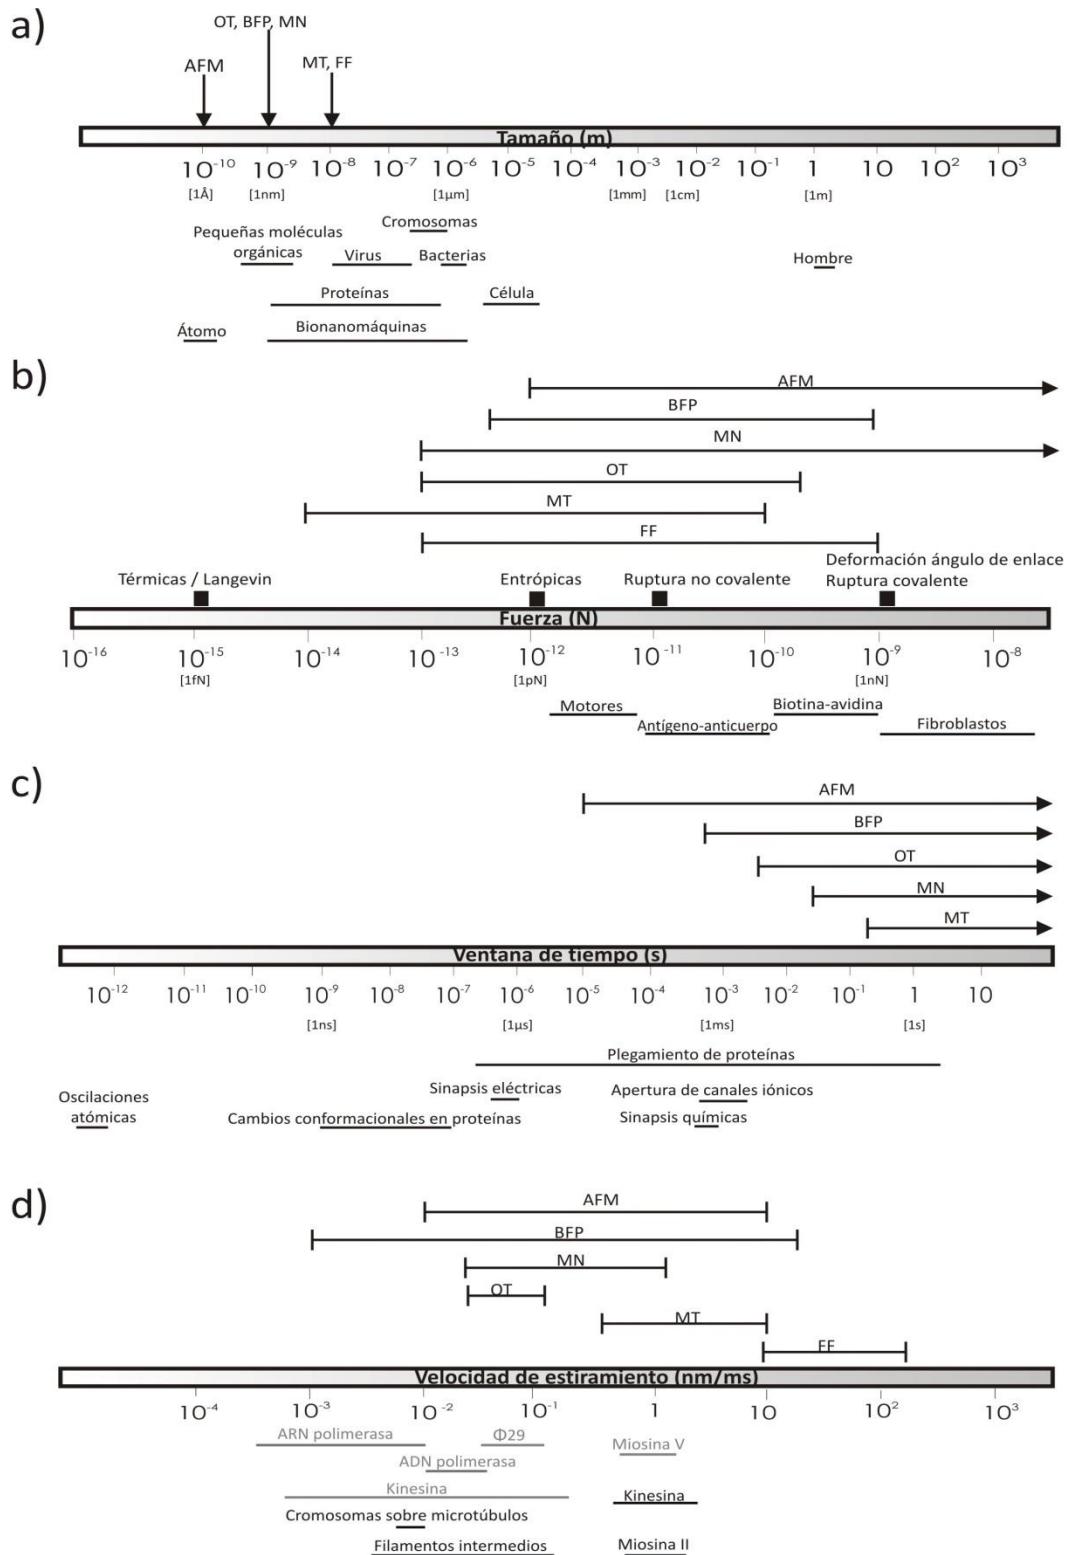 a)
OT, BFP, MN
AFM
MT, FF
Tamaño (m)
10-10 10-9 10-8 10-7 10-6 10-5 10-4 10-3 10-2 10-1 1 10 102 103
[1Å] [1nm] [1µm] [1mm] [1cm] [1m]
Cromosomas
Pequeñas moléculas
orgánicas Virus Bacterias Hombre
Proteínas Célula
Átomo Bionanomáquinas
b)
AFM
BFP
MN
OT
MT
FF
Deformación ángulo de enlace
Térmicas / Langevin Entrópicas Ruptura no covalente Ruptura covalente
Fuerza (N)
10-16 10-15 10-14 10-13 10-12 10-11 10-10 10-9 10-8
[1fN] [1pN] [1nN]
Motores Biotina-avidina
Antígeno-anticuerpo Fibroblastos
c)
AFM
BFP
OT
MN
MT
Ventana de tiempo (s)
10-12 10-11 10-10 10-9 10-8 10-7 10-6 10-5 10-4 10-3 10-2 10-1 1 10
[1ns] [1µs] [1ms] [1s]
Plegamiento de proteínas
Oscilaciones Sinapsis eléctricas Apertura de canales iónicos
atómicas Cambios conformacionales en proteínas Sinapsis químicas
d)
AFM
BFP
MN
OT
MT
FF
Velocidad de estiramiento (nm/ms)
10-4 10-3 10-2 10-1 1 10 102 103
ARN polimerasa Φ29 Miosina V
ADN polimerasa
Kinesina Kinesina
Cromosomas sobre microtúbulos
Filamentos intermedios Miosina II